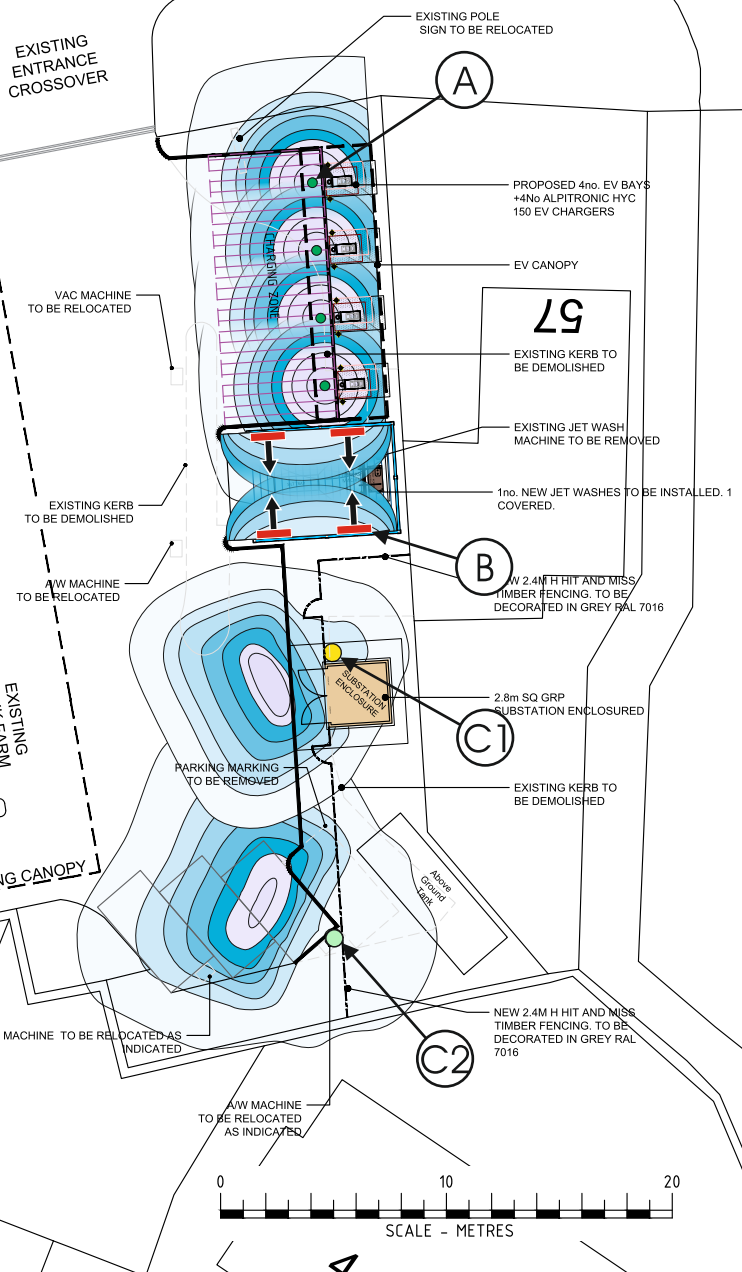 EXISTING POLE
SIGN TO BE RELOCATED
EXISTING
ENTRANCE
CROSSOVER
A
PROPOSED 4no. EV BAYS
+4No ALPITRONIC HYC
150 EV CHARGERS
CHARGING ZONE
EV CANOPY
VAC MACHINE
TO BE RELOCATED
57
EXISTING KERB TO
BE DEMOLISHED
EXISTING JET WASH
MACHINE TO BE REMOVED
1no. NEW JET WASHES TO BE INSTALLED. 1
COVERED.
EXISTING KERB
TO BE DEMOLISHED
B
A/W MACHINE
TO BE RELOCATED
2.4M H HIT AND MISS
TIMBER FENCING. TO BE
DECORATED IN GREY RAL 7016
SUBSTATION
ENCLOSURE
2.8m SQ GRP
SUBSTATION ENCLOSURED
C1
EXISTING
FARM
PARKING MARKING
TO BE REMOVED
EXISTING KERB TO
BE DEMOLISHED
NG CANOPY
Above
Ground
Tank
NEW 2.4M H HIT AND MISS
TIMBER FENCING. TO BE
DECORATED IN GREY RAL
7016
MACHINE TO BE RELOCATED AS
INDICATED
C2
A/W MACHINE
TO BE RELOCATED
AS INDICATED
0 10 20
SCALE - METRES